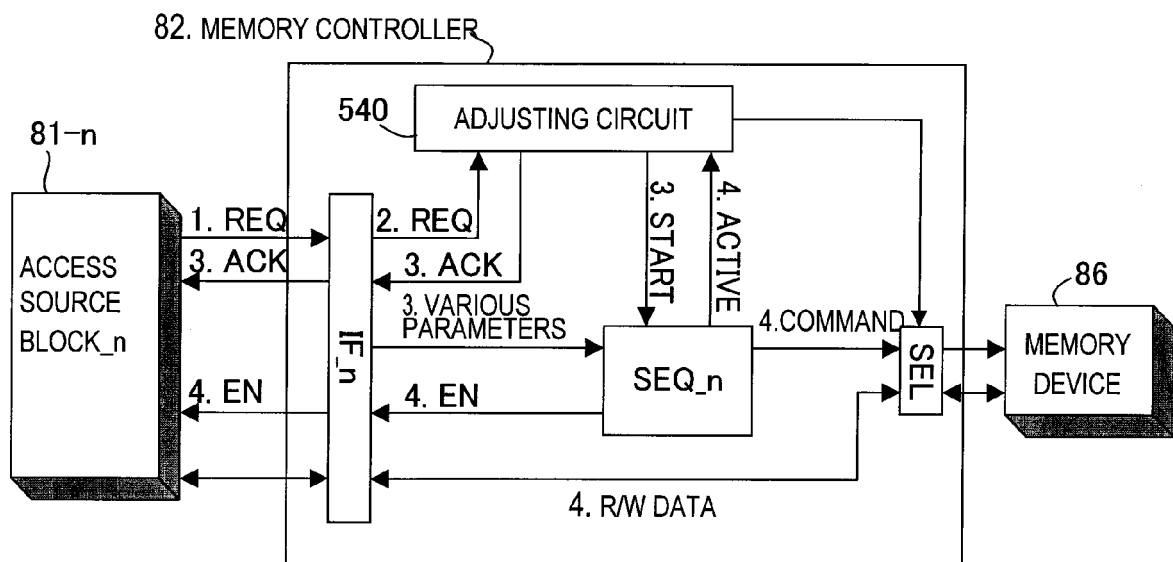 82. MEMORY CONTROLLER
540
ADJUSTING CIRCUIT
81-n
1. REQ
2. REQ
3. START
4. ACTIVE
3. ACK
3. ACK
ACCESS
SOURCE
BLOCK_n
3. VARIOUS
PARAMETERS
IF_n
SEQ_n
4.COMMAND
SEL
86
MEMORY
DEVICE
4. EN
4. EN
4. R/W DATA